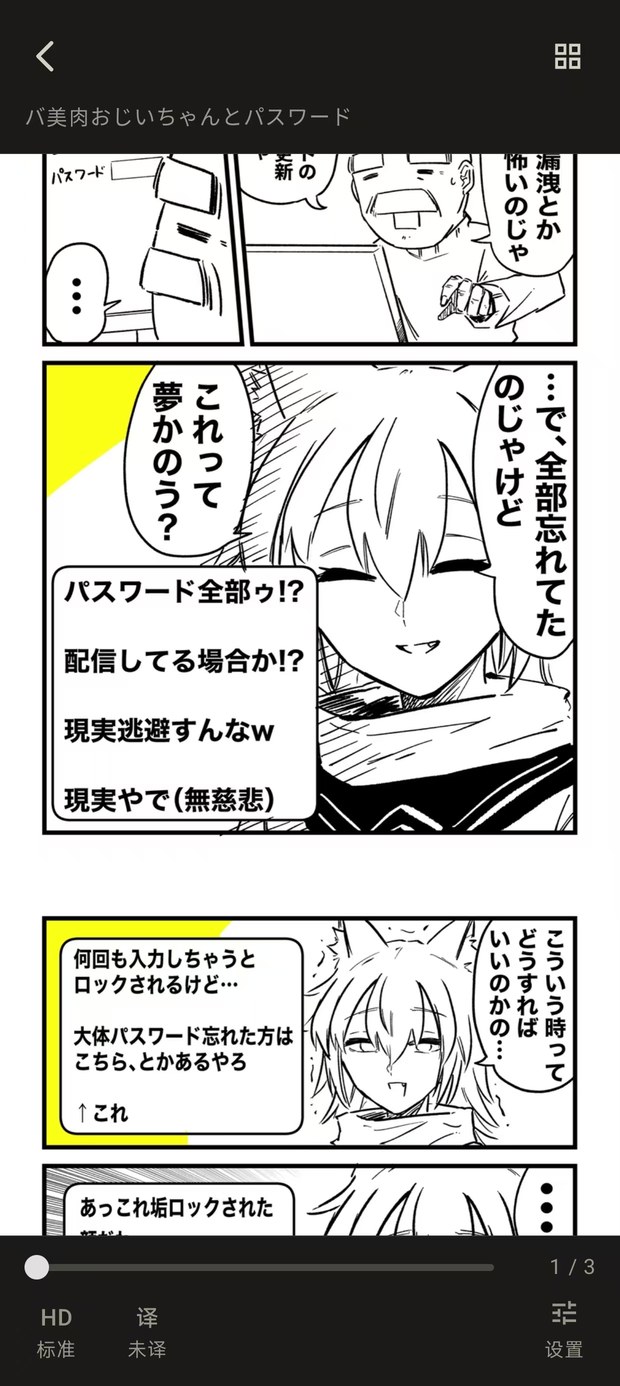 バ美肉おじいちゃんとパスワード
漏洩とか
怖いのじゃ
更新
パスワード
…
…で、全部忘れてた
のじゃけど
これって
夢かのう？
パスワード全部ゥ!?
配信してる場合か!?
現実逃避すんなw
現実やで(無慈悲)
こういう時って
どうすれば
いいのかの…
何回も入力しちゃうと
ロックされるけど…
大体パスワード忘れた方は
こちら、とかあるやろ
↑これ
…
あっこれ垢ロックされた
1 / 3
HD
标准
译
未译
设置